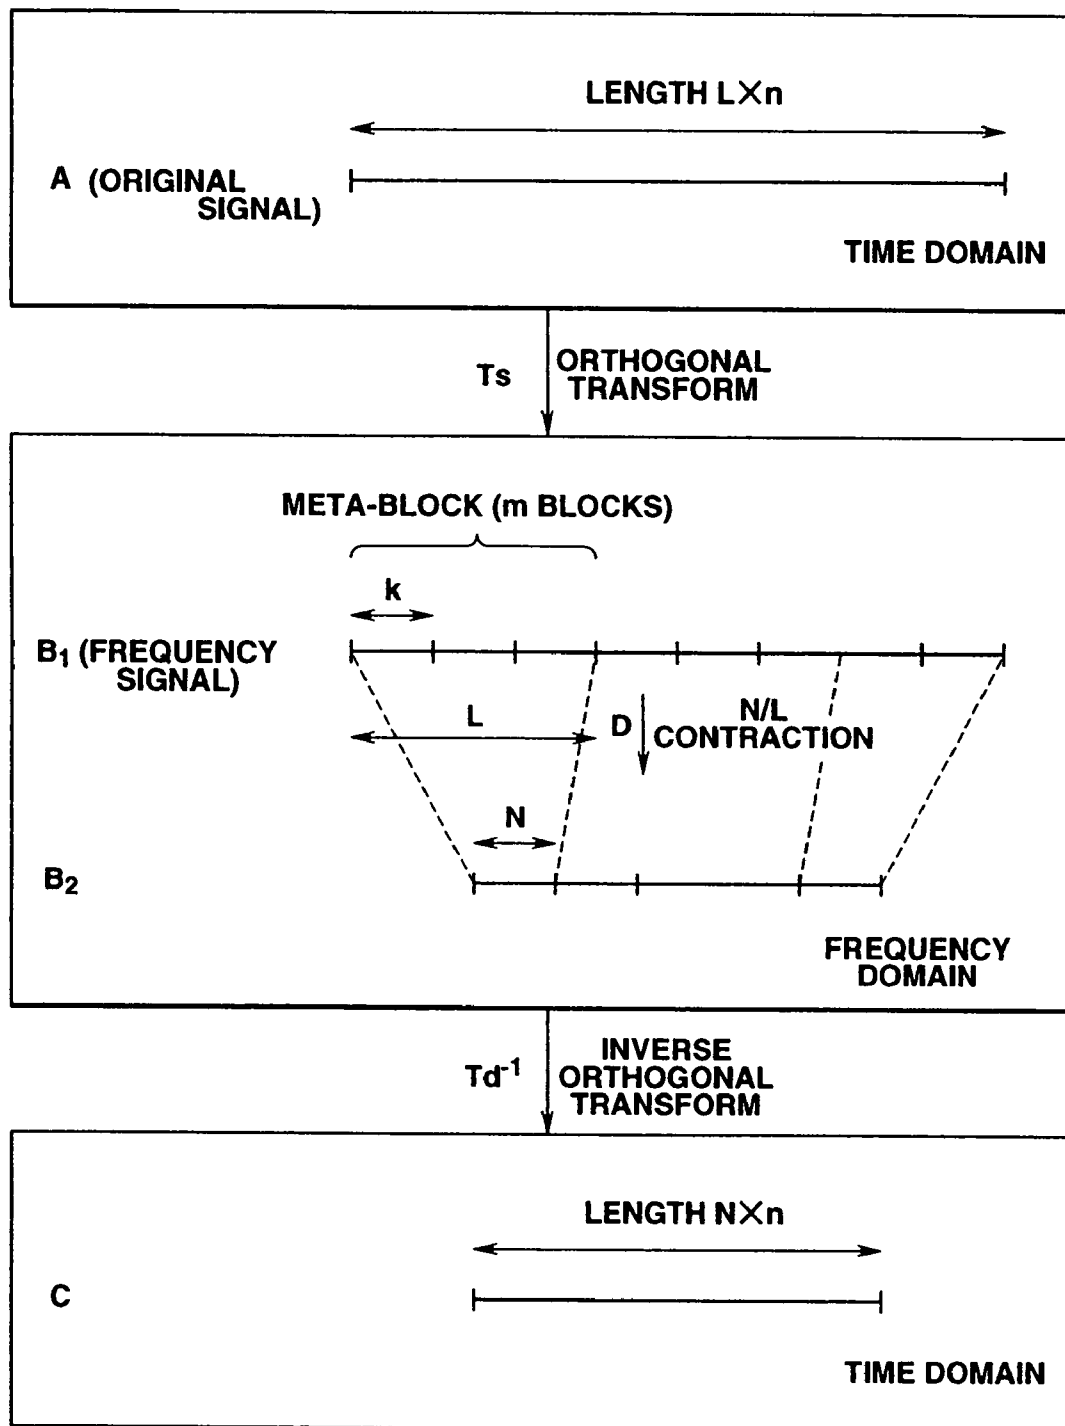 LENGTH L×n
A (ORIGINAL
SIGNAL)
TIME DOMAIN
Ts
ORTHOGONAL
TRANSFORM
META-BLOCK (m BLOCKS)
k
B1 (FREQUENCY
SIGNAL)
L
D
N/L
CONTRACTION
N
B2
FREQUENCY
DOMAIN
Td-1
INVERSE
ORTHOGONAL
TRANSFORM
LENGTH N×n
C
TIME DOMAIN